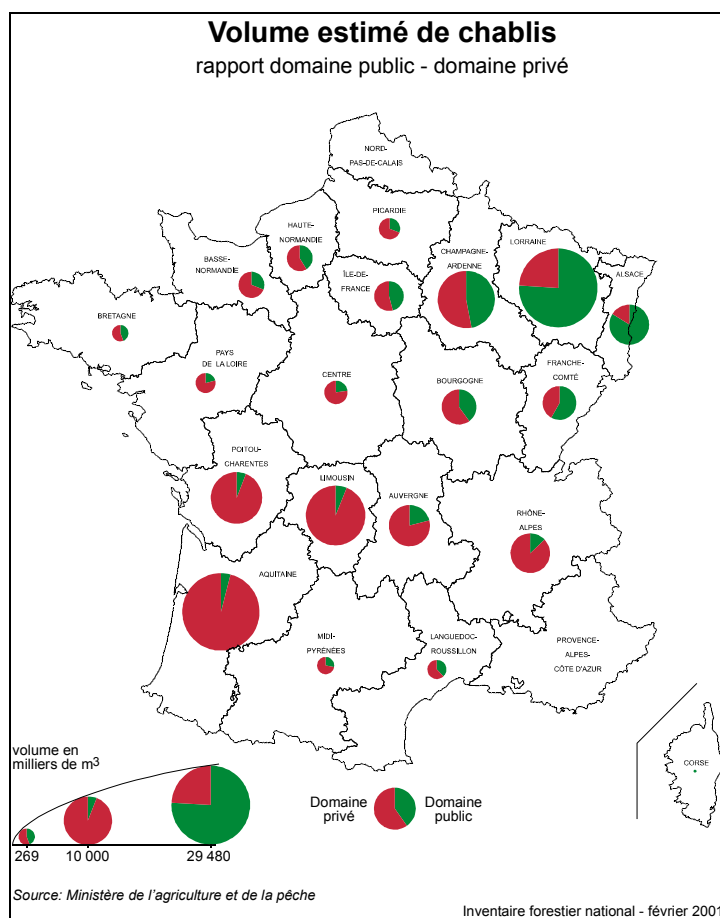 Volume estimé de chablis
rapport domaine public - domaine privé
NORD-
PAS-DE-CALAIS
PICARDIE
HAUTE-
NORMANDIE
BASSE-
NORMANDIE
ÎLE-DE-
FRANCE
CHAMPAGNE-
ARDENNE
LORRAINE
ALSACE
BRETAGNE
PAYS
DE LA LOIRE
CENTRE
BOURGOGNE
FRANCHE-
COMTÉ
POITOU-
CHARENTES
LIMOUSIN
AUVERGNE
RHÔNE-
ALPES
AQUITAINE
MIDI-
PYRÉNÉES
LANGUEDOC-
ROUSSILLON
PROVENCE-
ALPES-
CÔTE D'AZUR
CORSE
volume en
milliers de m³
269 10 000 29 480
Domaine
privé
Domaine
public
Source: Ministère de l'agriculture et de la pêche
Inventaire forestier national - février 2001